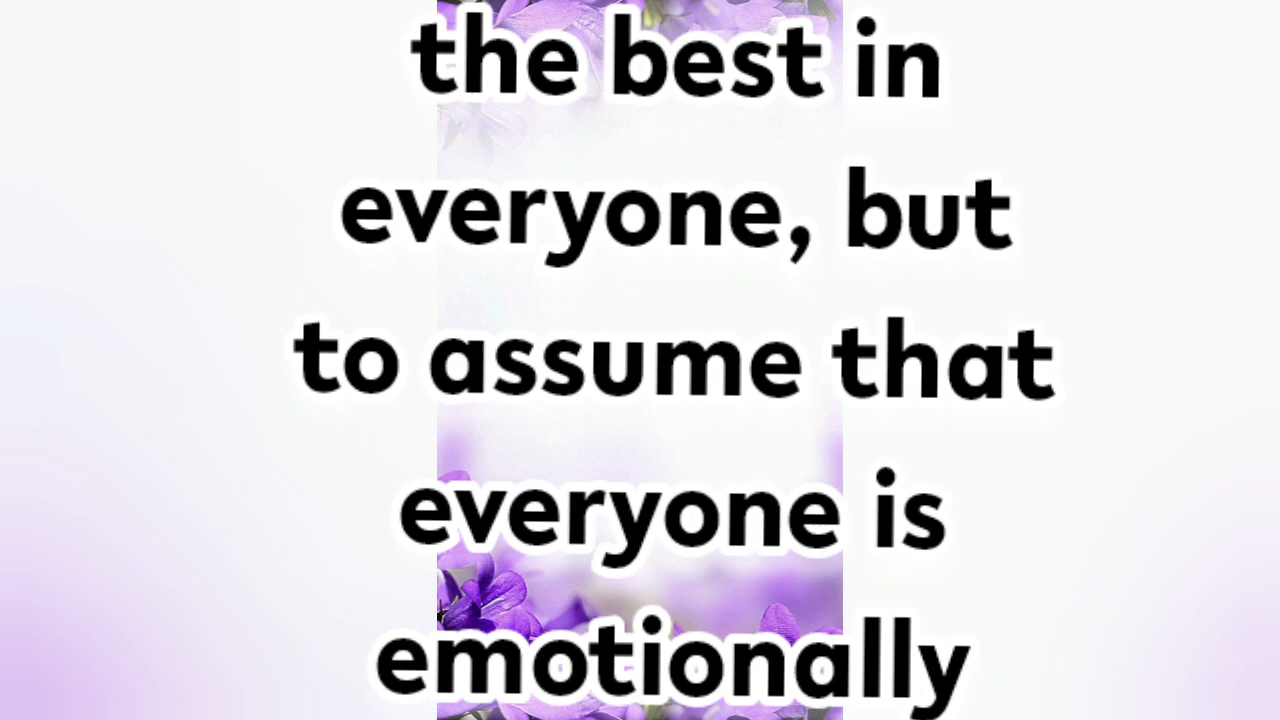 the best in
everyone, but
to assume that
everyone is
emotionally